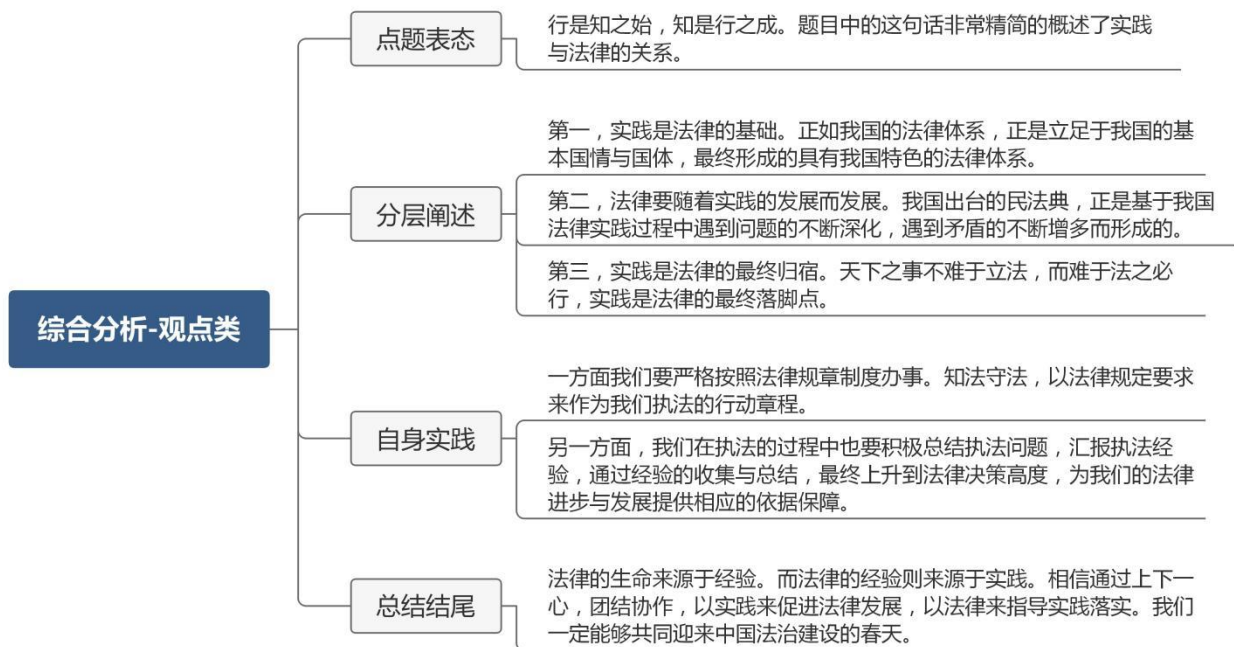 点题表态
行是知之始，知是行之成。题目中的这句话非常精简的概述了实践
与法律的关系。
分层阐述
第一，实践是法律的基础。正如我国的法律体系，正是立足于我国的基
本国情与国体，最终形成的具有我国特色的法律体系。
第二，法律要随着实践的发展而发展。我国出台的民法典，正是基于我国
法律实践过程中遇到问题的不断深化，遇到矛盾的不断增多而形成的。
第三，实践是法律的最终归宿。天下之事不难于立法，而难于法之必
行，实践是法律的最终落脚点。
综合分析-观点类
自身实践
一方面我们要严格按照法律规章制度办事。知法守法，以法律规定要求
来作为我们执法的行动章程。
另一方面，我们在执法的过程中也要积极总结执法问题，汇报执法经
验，通过经验的收集与总结，最终上升到法律决策高度，为我们的法律
进步与发展提供相应的依据保障。
总结结尾
法律的生命来源于经验。而法律的经验则来源于实践。相信通过上下一
心，团结协作，以实践来促进法律发展，以法律来指导实践落实。我们
一定能够共同迎来中国法治建设的春天。